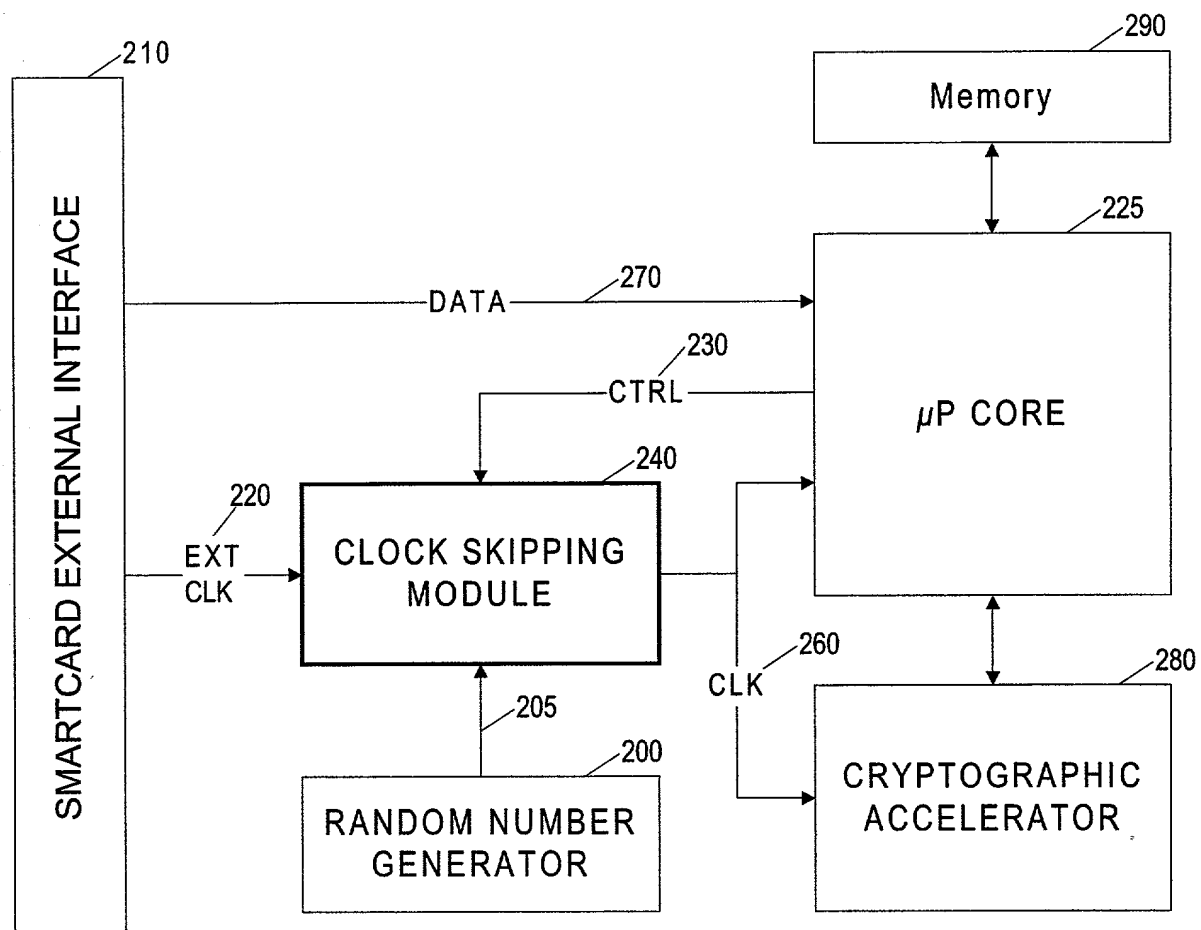 210
SMARTCARD EXTERNAL INTERFACE
290
Memory
225
µP CORE
270
DATA
230
CTRL
240
CLOCK SKIPPING
MODULE
220
EXT
CLK
260
CLK
205
200
RANDOM NUMBER
GENERATOR
280
CRYPTOGRAPHIC
ACCELERATOR